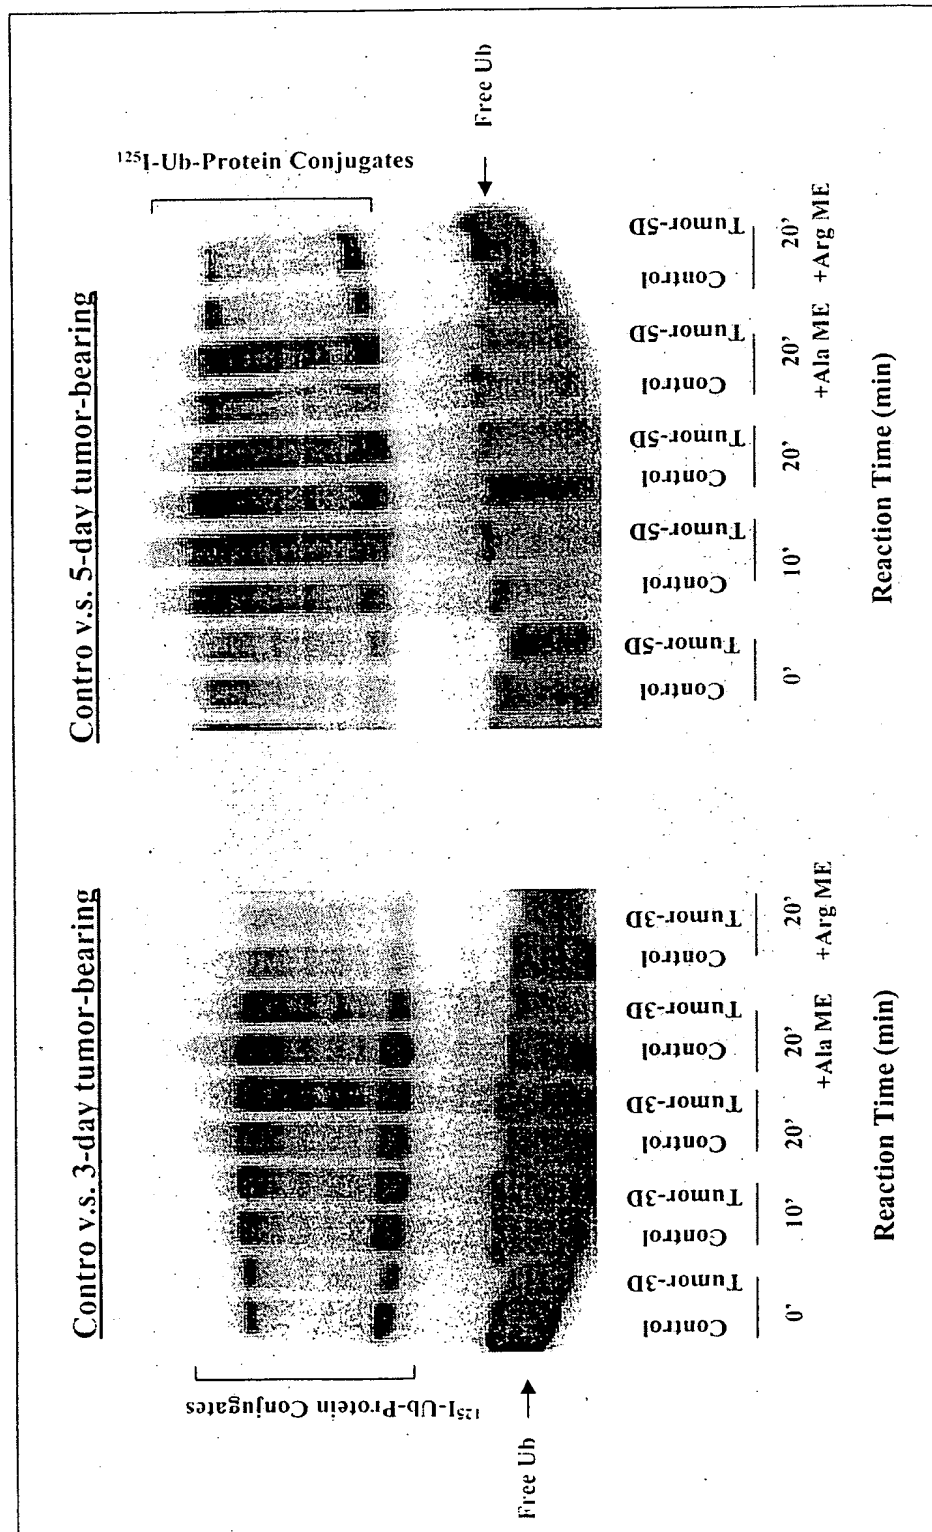 Contro v.s. 3-day tumor-bearing
¹²⁵I-Ub-Protein Conjugates
Free Ub
Control
Tumor-3D
Control
Tumor-3D
Control
Tumor-3D
Control
Tumor-3D
Control
Tumor-3D
0' 10' 20' 20' 20'
+Ala ME +Arg ME
Reaction Time (min)
Contro v.s. 5-day tumor-bearing
¹²⁵I-Ub-Protein Conjugates
Free Ub
Control
Tumor-5D
Control
Tumor-5D
Control
Tumor-5D
Control
Tumor-5D
Control
Tumor-5D
0' 10' 20' 20' 20'
+Ala ME +Arg ME
Reaction Time (min)